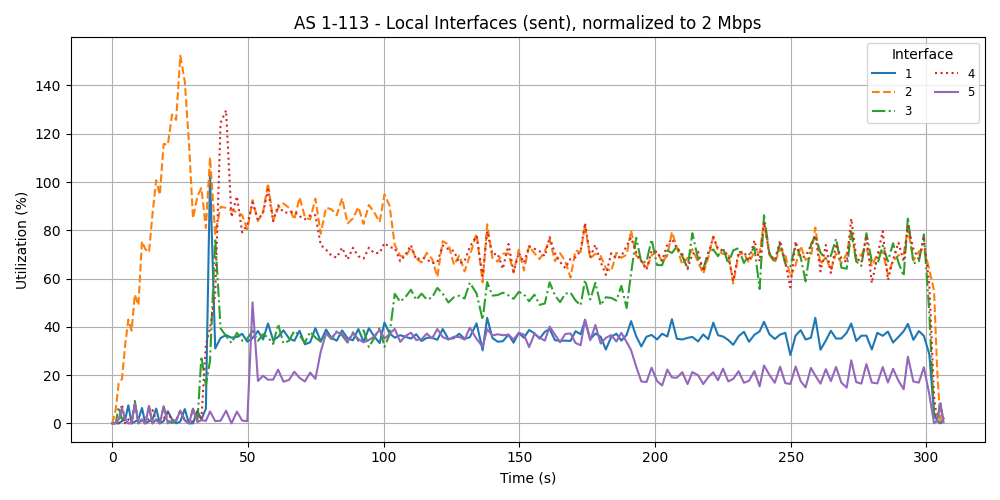 AS 1-113 - Local Interfaces (sent), normalized to 2 Mbps
Utilization (%)
140
120
100
80
60
40
20
0
0 50 100 150 200 250 300
Time (s)
Interface
1 4
2 5
3